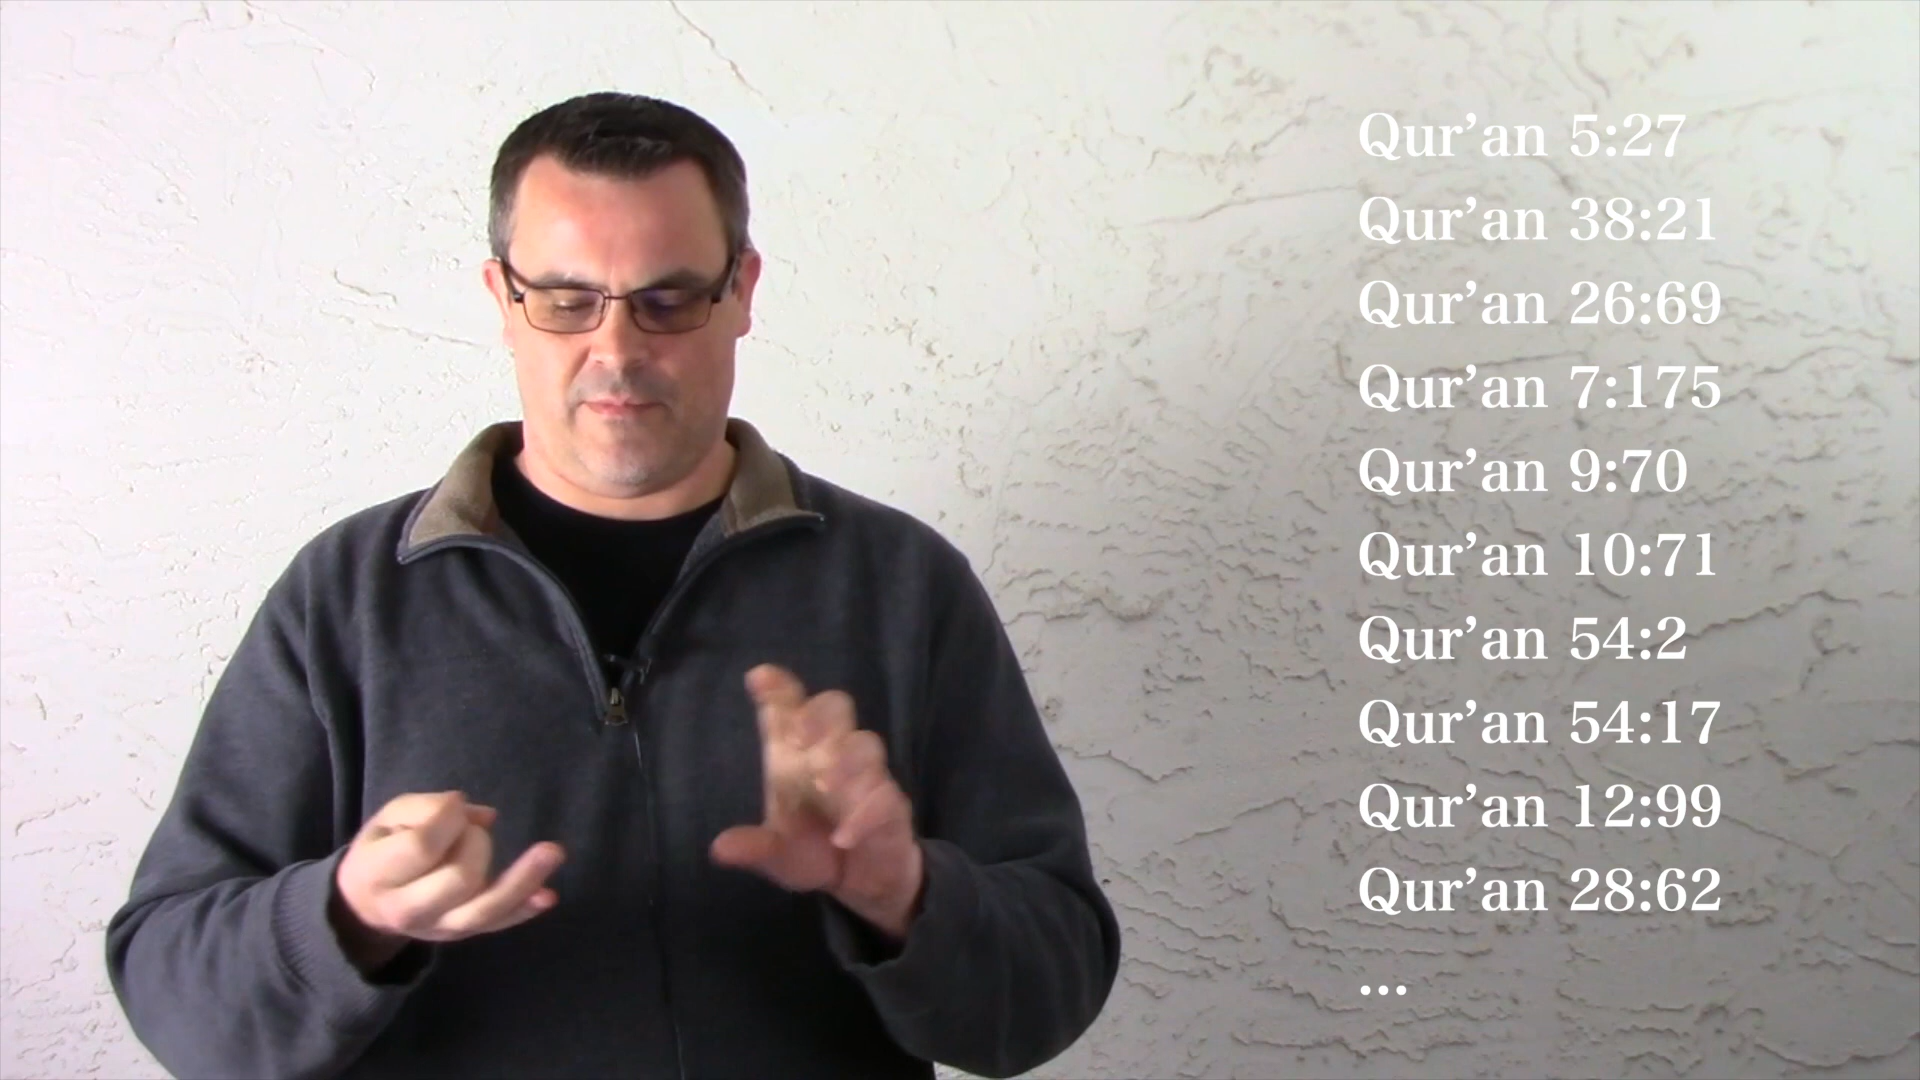 Qur’an 5:27
Qur’an 38:21
Qur’an 26:69
Qur’an 7:175
Qur’an 9:70
Qur’an 10:71
Qur’an 54:2
Qur’an 54:17
Qur’an 12:99
Qur’an 28:62
...